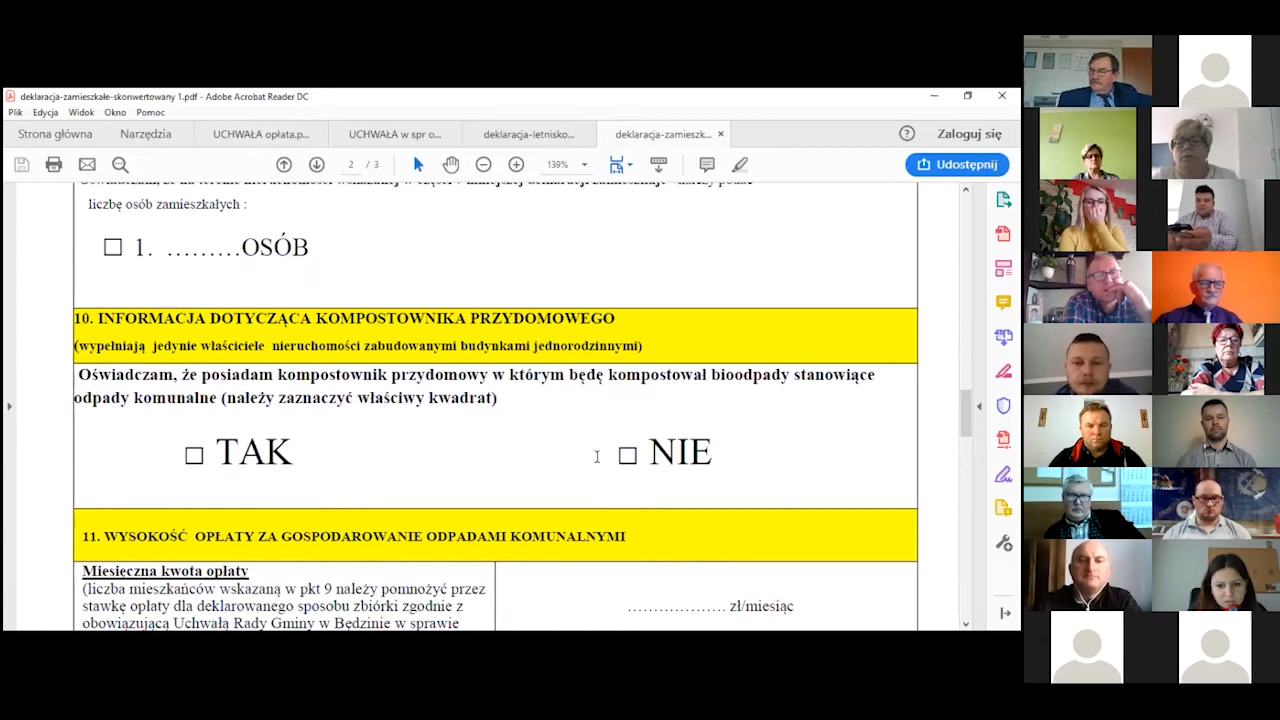 deklaracja-zamieszkałe-skonwertowany 1.pdf - Adobe Acrobat Reader DC
Plik Edycja Widok Okno Pomoc
Strona główna Narzędzia UCHWAŁA opłata.p... UCHWAŁA w spr o... deklaracja-letnisko... deklaracja-zamieszk... × Zaloguj się
2 / 3 139% Udostępnij
liczbę osób zamieszkałych :
☐ 1. .........OSÓB
10. INFORMACJA DOTYCZĄCA KOMPOSTOWNIKA PRZYDOMOWEGO
(wypełniają jedynie właściciele nieruchomości zabudowanymi budynkami jednorodzinnymi)
Oświadczam, że posiadam kompostownik przydomowy w którym będę kompostował bioodpady stanowiące
odpady komunalne (należy zaznaczyć właściwy kwadrat)
☐ TAK ☐ NIE
11. WYSOKOŚĆ OPŁATY ZA GOSPODAROWANIE ODPADAMI KOMUNALNYMI
Miesięczna kwota opłaty
(liczba mieszkańców wskazaną w pkt 9 należy pomnożyć przez
stawkę opłaty dla deklarowanego sposobu zbiórki zgodnie z
obowiązującą Uchwałą Rady Gminy w Będzinie w sprawie
................... zł/miesiąc